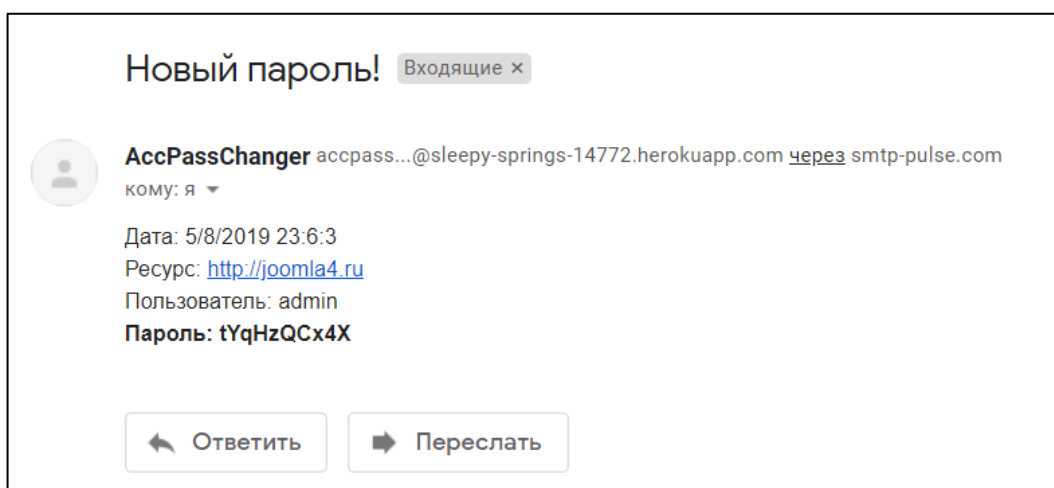 Новый пароль! Входящие ×
AccPassChanger accpass...@sleepy-springs-14772.herokuapp.com через smtp-pulse.com
кому: я
Дата: 5/8/2019 23:6:3
Ресурс: http://joomla4.ru
Пользователь: admin
Пароль: tYqHzQCx4X
Ответить Переслать